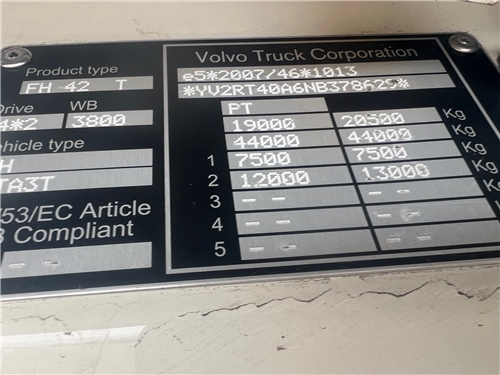 Product type
FH 42 T
Drive WB
4*2 3800
Vehicle type
H
TA3T
/53/EC Article
Compliant
-- --
Volvo Truck Corporation
e5*2007/46*1013
*YV2RT40A6NB378629*
PT
19000 20500 Kg
44000 44000 Kg
1 7500 7500 Kg
2 12000 13000 Kg
3 -- --
4 -- --
5 -- --